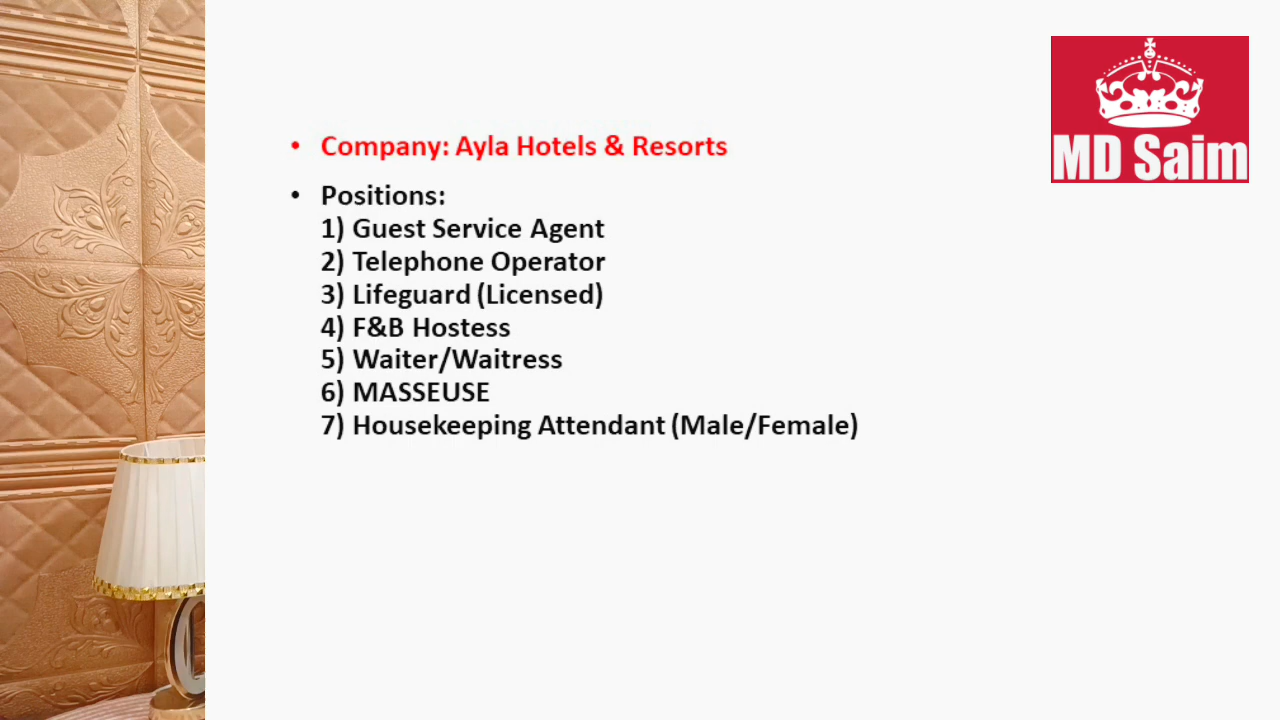 MD Saim
• Company: Ayla Hotels & Resorts
• Positions:
1) Guest Service Agent
2) Telephone Operator
3) Lifeguard (Licensed)
4) F&B Hostess
5) Waiter/Waitress
6) MASSEUSE
7) Housekeeping Attendant (Male/Female)